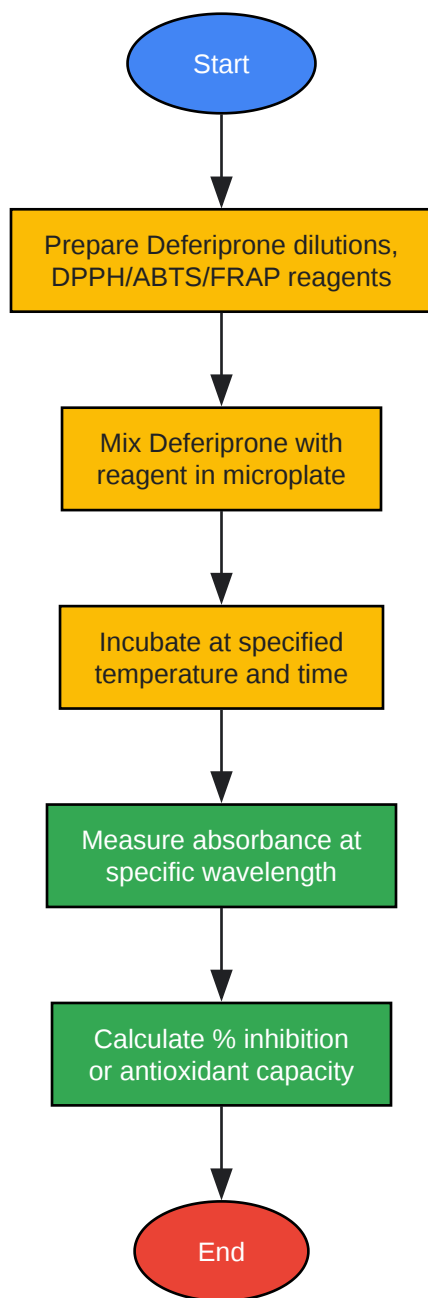 Start
Prepare Deferiprone dilutions,
DPPH/ABTS/FRAP reagents
Mix Deferiprone with
reagent in microplate
Incubate at specified
temperature and time
Measure absorbance at
specific wavelength
Calculate % inhibition
or antioxidant capacity
End